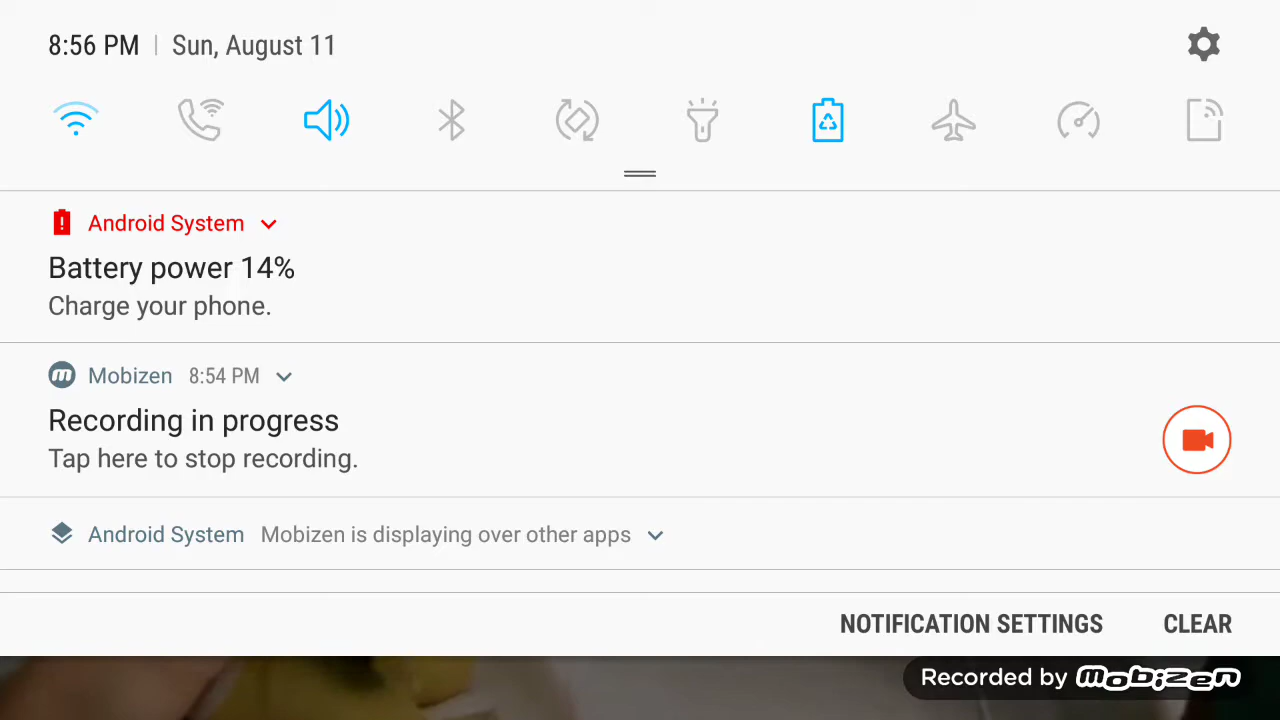 8:56 PM | Sun, August 11
Android System
Battery power 14%
Charge your phone.
Mobizen 8:54 PM
Recording in progress
Tap here to stop recording.
Android System Mobizen is displaying over other apps
NOTIFICATION SETTINGS CLEAR
Recorded by Mobizen